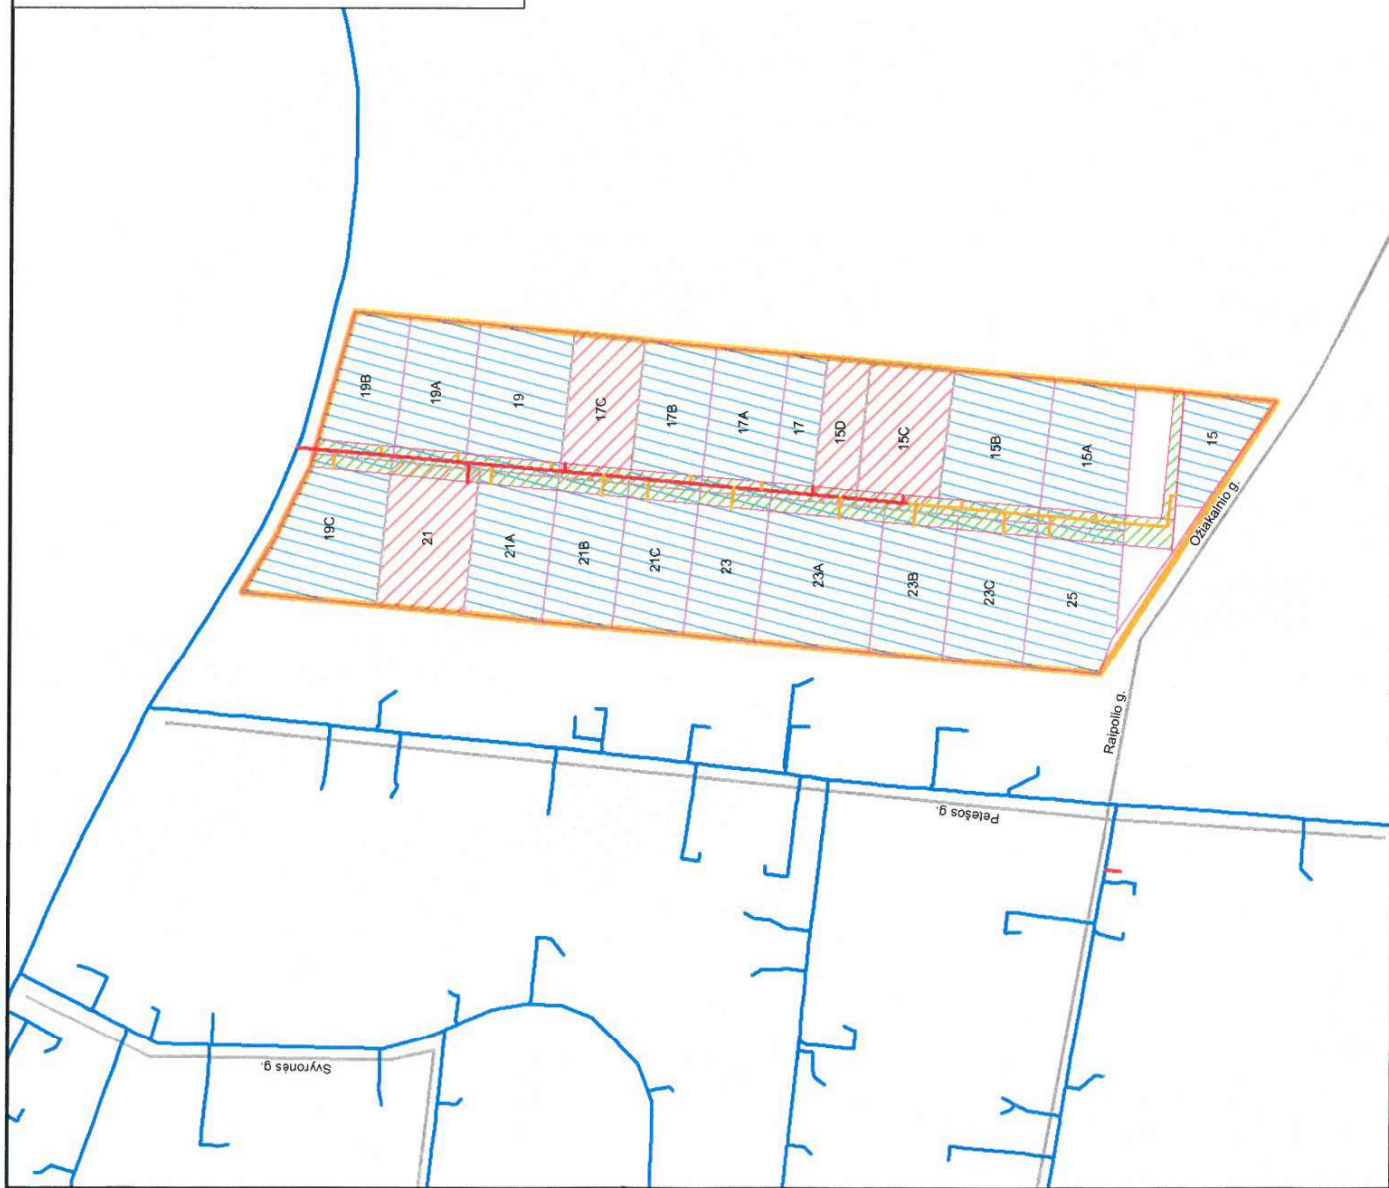 19B
19A
19
17C
17B
17A
17
15D
15C
15B
15A
15
19C
21
21A
21B
21C
23
23A
23B
23C
25
Ožiakalnio g.
Raipolio g.
Petešos g.
Svyronės g.